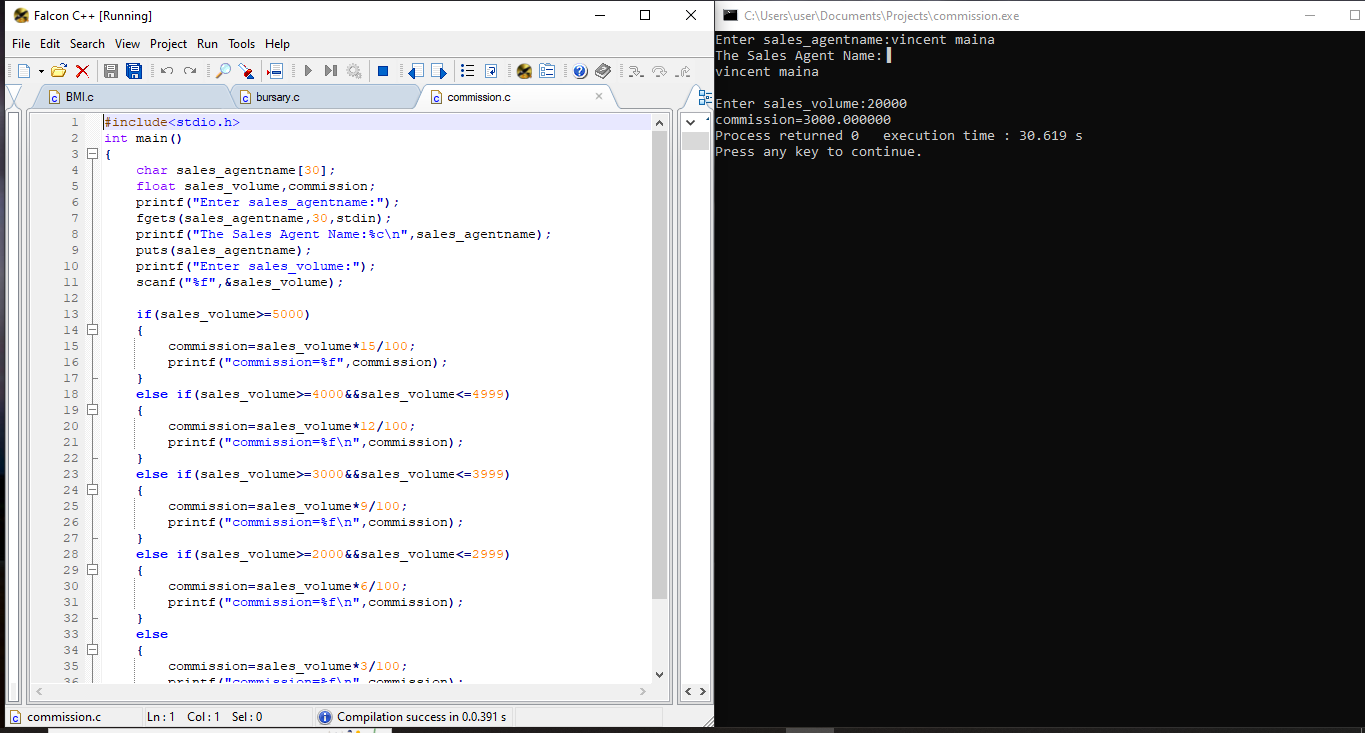 Falcon C++ [Running]
File Edit Search View Project Run Tools Help
BMI.c bursary.c commission.c
1 #include<stdio.h>
2 int main()
3 {
4 char sales_agentname[30];
5 float sales_volume,commission;
6 printf("Enter sales_agentname:");
7 fgets(sales_agentname,30,stdin);
8 printf("The Sales Agent Name:%c\n",sales_agentname);
9 puts(sales_agentname);
10 printf("Enter sales_volume:");
11 scanf("%f",&sales_volume);
12
13 if(sales_volume>=5000)
14 {
15 commission=sales_volume*15/100;
16 printf("commission=%f",commission);
17 }
18 else if(sales_volume>=4000&&sales_volume<=4999)
19 {
20 commission=sales_volume*12/100;
21 printf("commission=%f\n",commission);
22 }
23 else if(sales_volume>=3000&&sales_volume<=3999)
24 {
25 commission=sales_volume*9/100;
26 printf("commission=%f\n",commission);
27 }
28 else if(sales_volume>=2000&&sales_volume<=2999)
29 {
30 commission=sales_volume*6/100;
31 printf("commission=%f\n",commission);
32 }
33 else
34 {
35 commission=sales_volume*3/100;
36 printf("commission=%f\n",commission);
commission.c Ln : 1 Col : 1 Sel : 0 Compilation success in 0.0.391 s
C:\Users\user\Documents\Projects\commission.exe
Enter sales_agentname:vincent maina
The Sales Agent Name:▌
vincent maina
Enter sales_volume:20000
commission=3000.000000
Process returned 0 execution time : 30.619 s
Press any key to continue.